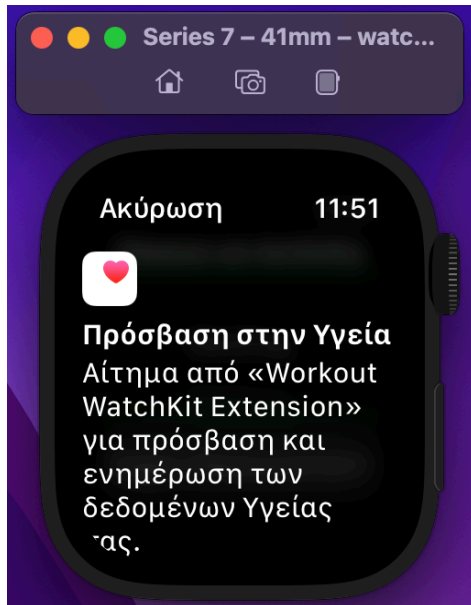 Series 7 – 41mm – watc...
Ακύρωση 11:51
Πρόσβαση στην Υγεία
Αίτημα από «Workout
WatchKit Extension»
για πρόσβαση και
ενημέρωση των
δεδομένων Υγείας
σας.